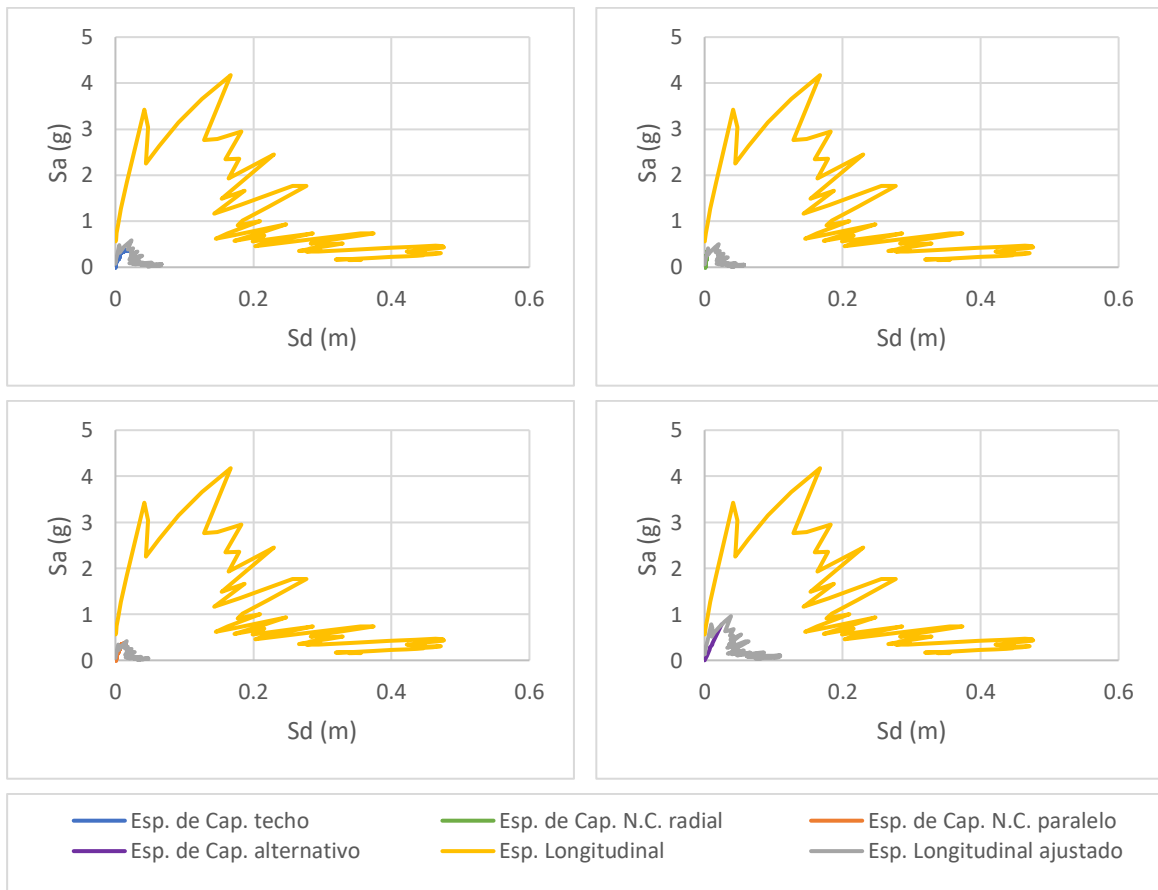 5
4
3
2
1
0
Sa (g)
0 0.2 0.4 0.6
Sd (m)
5
4
3
2
1
0
Sa (g)
0 0.2 0.4 0.6
Sd (m)
5
4
3
2
1
0
Sa (g)
0 0.2 0.4 0.6
Sd (m)
5
4
3
2
1
0
Sa (g)
0 0.2 0.4 0.6
Sd (m)
Esp. de Cap. techo Esp. de Cap. N.C. radial Esp. de Cap. N.C. paralelo
Esp. de Cap. alternativo Esp. Longitudinal Esp. Longitudinal ajustado